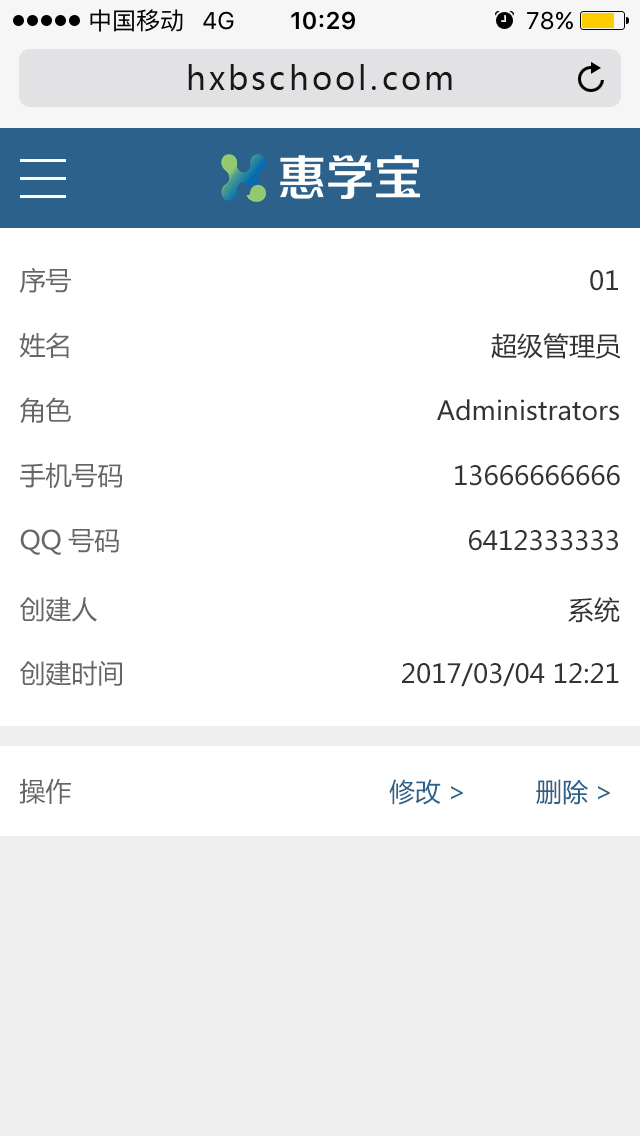 中国移动 4G 10:29 78%
hxbschool.com
惠学宝
序号 01
姓名 超级管理员
角色 Administrators
手机号码 13666666666
QQ 号码 6412333333
创建人 系统
创建时间 2017/03/04 12:21
操作 修改 > 删除 >